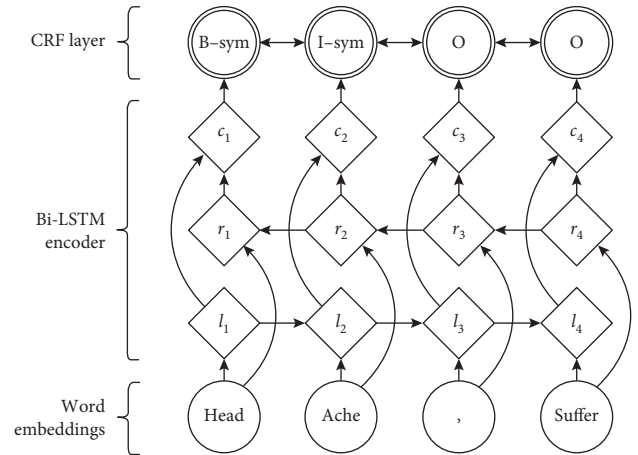 CRF layer
B–sym I–sym O O
c1 c2 c3 c4
Bi-LSTM
encoder
r1 r2 r3 r4
l1 l2 l3 l4
Word
embeddings
Head Ache , Suffer